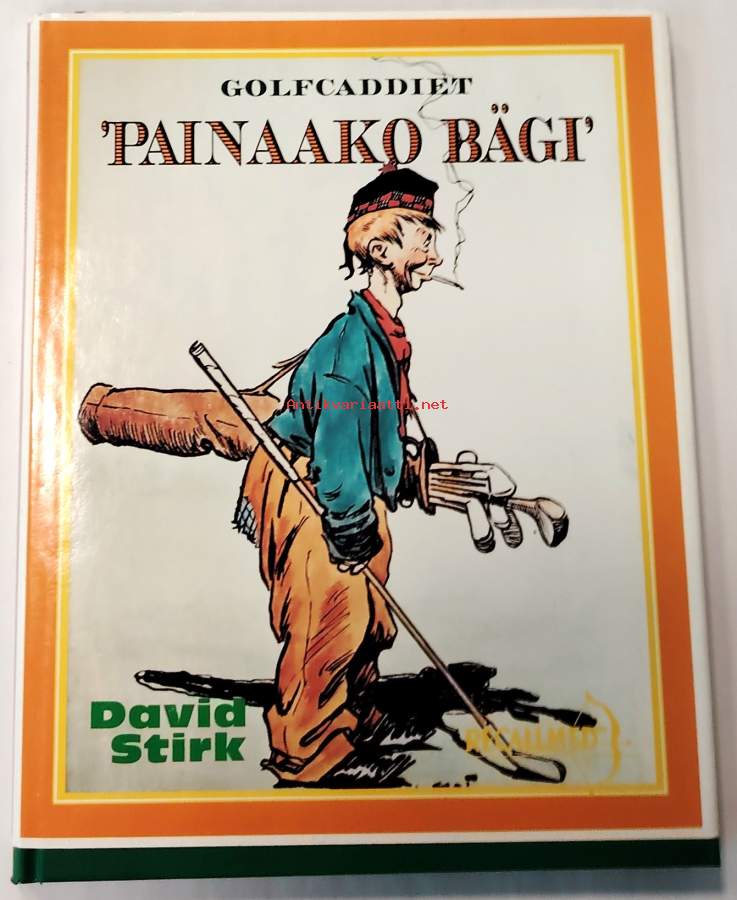 GOLFCADDIET
'PAINAAKO BÄGI'
Antikvariaatti.net
David
Stirk
RECALLMED